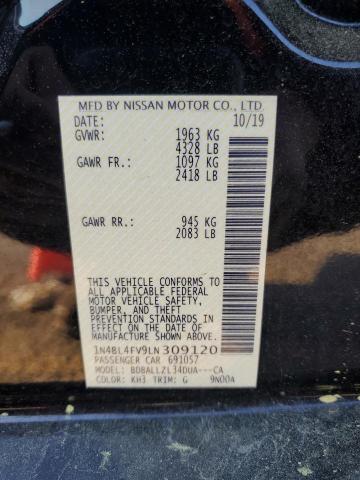 MFD BY NISSAN MOTOR CO., LTD.
DATE: 10/19
GVWR: 1963 KG
4328 LB
GAWR FR.: 1097 KG
2418 LB
GAWR RR.: 945 KG
2083 LB
THIS VEHICLE CONFORMS TO
ALL APPLICABLE FEDERAL
MOTOR VEHICLE SAFETY,
BUMPER, AND THEFT
PREVENTION STANDARDS IN
EFFECT ON THE DATE OF
MANUFACTURE SHOWN ABOVE.
1N4BL4FV9LN309120
PASSENGER CAR 691057
MODEL: BDBALLZL34DUA---CA
COLOR: KH3 TRIM: G 9N00A